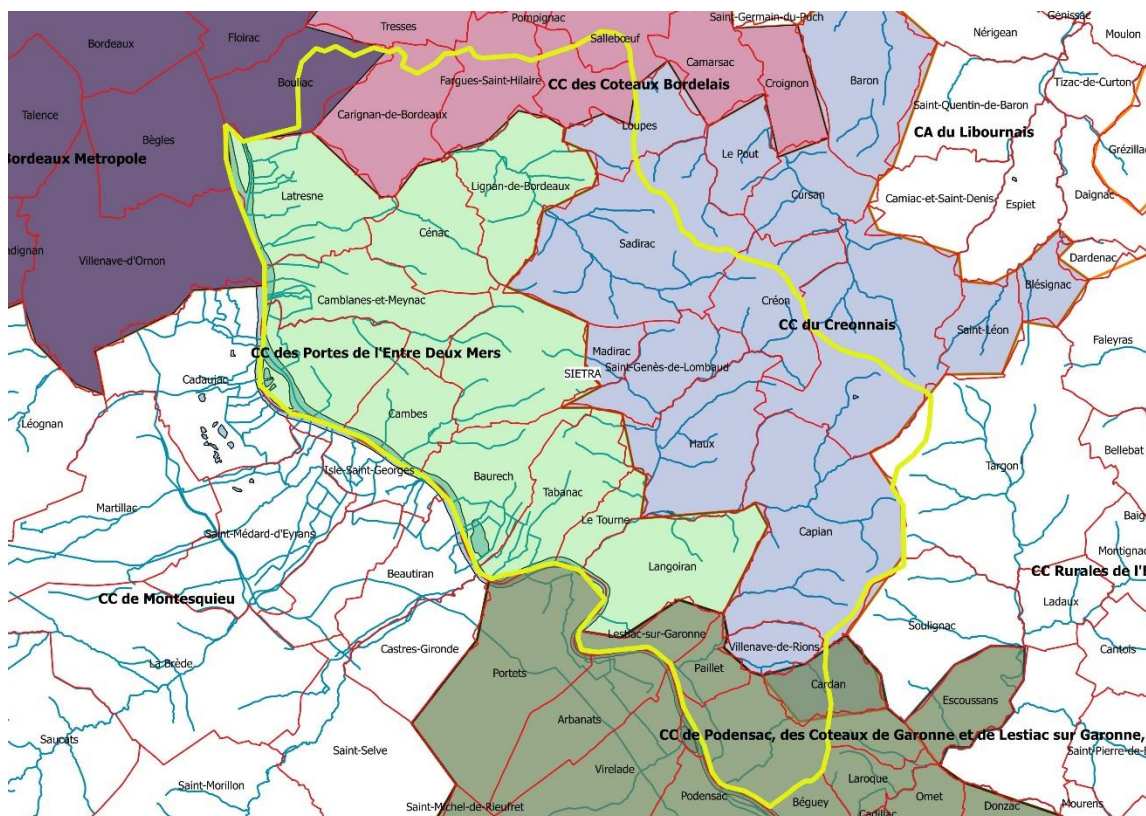 Tresses
Pompignac
Saint-Germain-du-Puch
Génissac
Bordeaux
Floirac
Sallebœuf
Nérigean
Moulon
Bouliac
Fargues-Saint-Hilaire
Camarsac
Baron
Tizac-de-Curton
CC des Coteaux Bordelais
Croignon
Talence
Carignan-de-Bordeaux
Saint-Quentin-de-Baron
Bègles
Loupes
CA du Libournais
Grézillac
Bordeaux Metropole
Le Pout
Latresne
Lignan-de-Bordeaux
Cursan
Camiac-et-Saint-Denis
Espiet
Daignac
Cénac
Sadirac
Villenave-d'Ornon
Dardenac
Camblanes-et-Meynac
Créon
Blésignac
CC du Creonnais
Saint-Léon
Faleyras
CC des Portes de l'Entre Deux Mers
Madirac
Saint-Genès-de-Lombaud
SIETRA
Cadaujac
Léognan
Cambes
Haux
Bellebat
Isle-Saint-Georges
Baurech
Targon
Martillac
Tabanac
Saint-Médard-d'Eyrans
Le Tourne
Capian
Langoiran
Beautiran
CC de Montesquieu
Ladaux
Soulignac
Lestiac-sur-Garonne
Castres-Gironde
Villenave-de-Rions
Cantois
La Brède
Portets
Paillet
Cardan
Escoussans
Arbanats
CC de Podensac, des Coteaux de Garonne et de Lestiac sur Garonne,
Saucats
Saint-Selve
Virelade
Laroque
Saint-Morillon
Podensac
Omet
Saint-Michel-de-Rieufret
Béguey
Donzac
Mourens